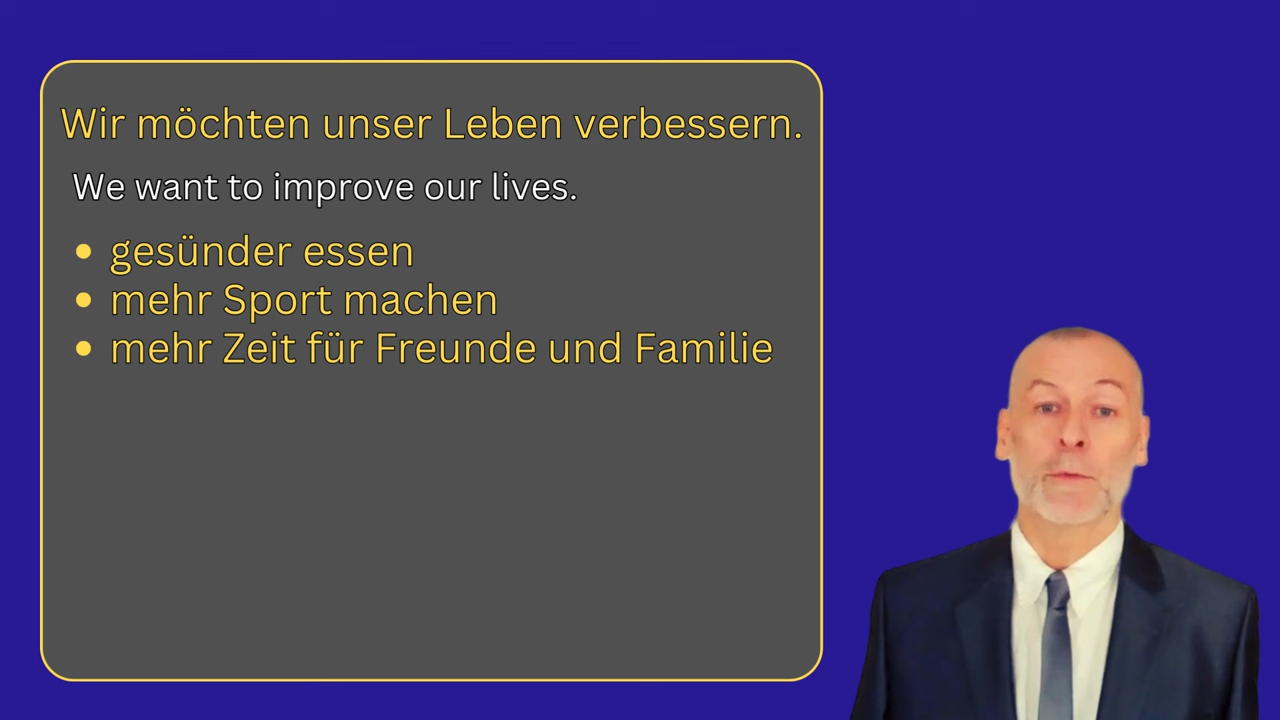 Wir möchten unser Leben verbessern.
We want to improve our lives.
• gesünder essen
• mehr Sport machen
• mehr Zeit für Freunde und Familie